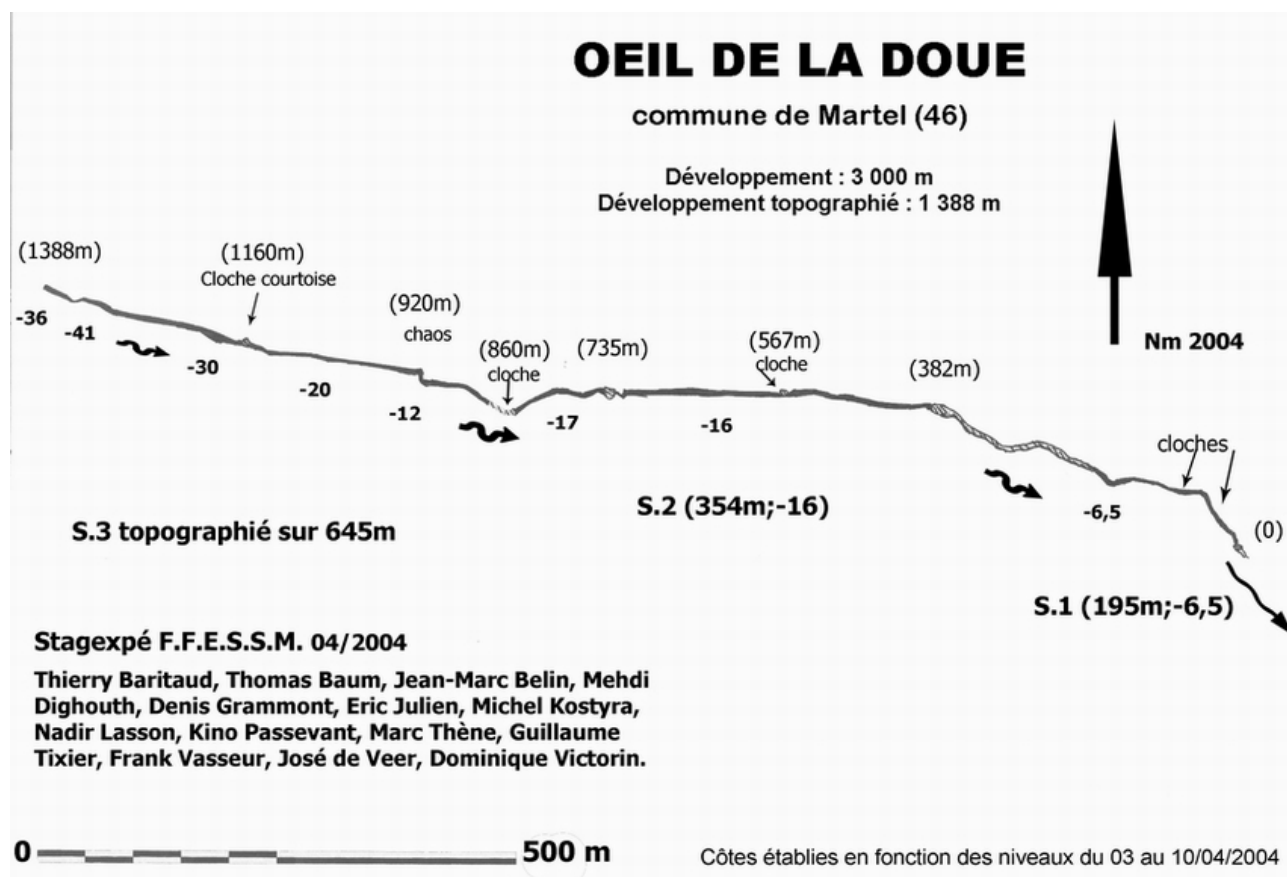 OEIL DE LA DOUE
commune de Martel (46)
Développement : 3 000 m
Développement topographié : 1 388 m
(1388m)
(1160m)
Cloche courtoise
(920m)
chaos
(860m)
cloche
(735m)
(567m)
cloche
(382m)
Nm 2004
-36
-41
-30
-20
-12
-17
-16
cloches
-6,5
(0)
S.3 topographié sur 645m
S.2 (354m;-16)
S.1 (195m;-6,5)
Stagexpé F.F.E.S.S.M. 04/2004
Thierry Baritaud, Thomas Baum, Jean-Marc Belin, Mehdi
Dighouth, Denis Grammont, Eric Julien, Michel Kostyra,
Nadir Lasson, Kino Passevant, Marc Thène, Guillaume
Tixier, Frank Vasseur, José de Veer, Dominique Victorin.
0 500 m
Côtes établies en fonction des niveaux du 03 au 10/04/2004